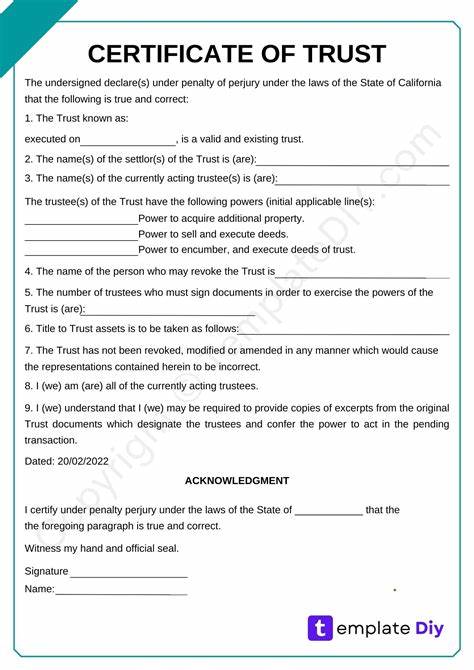 CERTIFICATE OF TRUST
The undersigned declare(s) under penalty of perjury under the laws of the State of California
that the following is true and correct:
1. The Trust known as:
executed on____________________, is a valid and existing trust.
2. The name(s) of the settlor(s) of the Trust is (are):____________________
3. The name(s) of the currently acting trustee(s) is (are):____________________
The trustee(s) of the Trust have the following powers (initial applicable line(s):
____________________Power to acquire additional property.
____________________Power to sell and execute deeds.
____________________Power to encumber, and execute deeds of trust.
4. The name of the person who may revoke the Trust is____________________
5. The number of trustees who must sign documents in order to exercise the powers of the
Trust is (are):____________________
6. Title to Trust assets is to be taken as follows:____________________
7. The Trust has not been revoked, modified or amended in any manner which would cause
the representations contained herein to be incorrect.
8. I (we) am (are) all of the currently acting trustees.
9. I (we) understand that I (we) may be required to provide copies of excerpts from the original
Trust documents which designate the trustees and confer the power to act in the pending
transaction.
Dated: 20/02/2022
ACKNOWLEDGMENT
I certify under penalty perjury under the laws of the State of ____________ that the
the foregoing paragraph is true and correct.
Witness my hand and official seal.
Signature ____________________
Name:____________________
Copyright © TemplateDIY.com
t emplate Diy